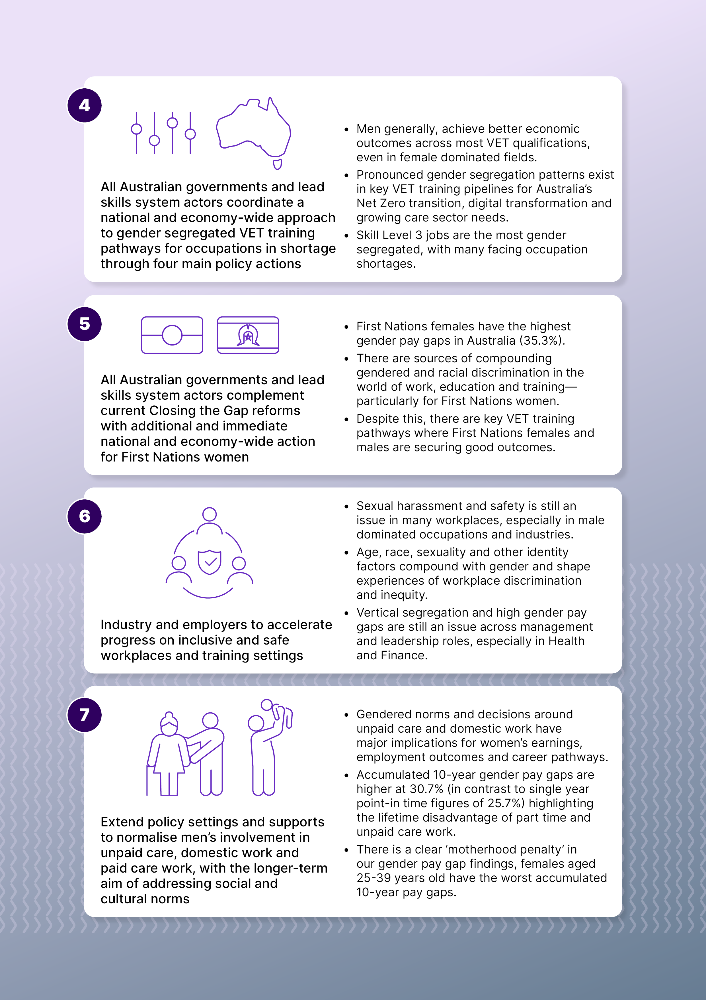 4
All Australian governments and lead
skills system actors coordinate a
national and economy-wide approach
to gender segregated VET training
pathways for occupations in shortage
through four main policy actions
• Men generally, achieve better economic
outcomes across most VET qualifications,
even in female dominated fields.
• Pronounced gender segregation patterns exist
in key VET training pipelines for Australia’s
Net Zero transition, digital transformation and
growing care sector needs.
• Skill Level 3 jobs are the most gender
segregated, with many facing occupation
shortages.
5
All Australian governments and lead
skills system actors complement
current Closing the Gap reforms
with additional and immediate
national and economy-wide action
for First Nations women
• First Nations females have the highest
gender pay gaps in Australia (35.3%).
• There are sources of compounding
gendered and racial discrimination in the
world of work, education and training—
particularly for First Nations women.
• Despite this, there are key VET training
pathways where First Nations females and
males are securing good outcomes.
6
Industry and employers to accelerate
progress on inclusive and safe
workplaces and training settings
• Sexual harassment and safety is still an
issue in many workplaces, especially in male
dominated occupations and industries.
• Age, race, sexuality and other identity
factors compound with gender and shape
experiences of workplace discrimination
and inequity.
• Vertical segregation and high gender pay
gaps are still an issue across management
and leadership roles, especially in Health
and Finance.
7
Extend policy settings and supports
to normalise men’s involvement in
unpaid care, domestic work and
paid care work, with the longer-term
aim of addressing social and
cultural norms
• Gendered norms and decisions around
unpaid care and domestic work have
major implications for women’s earnings,
employment outcomes and career pathways.
• Accumulated 10-year gender pay gaps are
higher at 30.7% (in contrast to single year
point-in time figures of 25.7%) highlighting
the lifetime disadvantage of part time and
unpaid care work.
• There is a clear ‘motherhood penalty’ in
our gender pay gap findings, females aged
25-39 years old have the worst accumulated
10-year pay gaps.